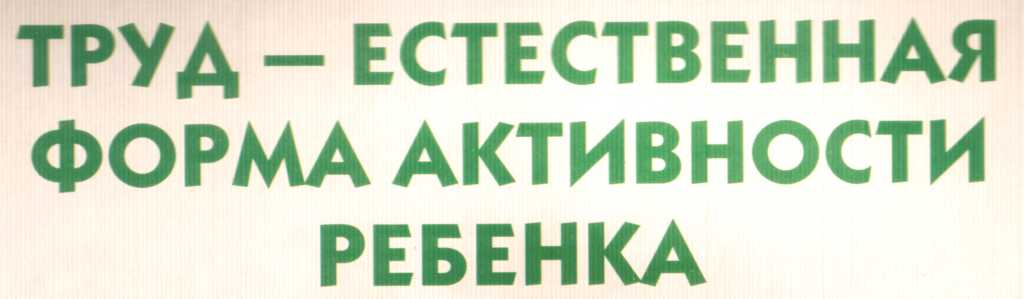 ТРУД — ЕСТЕСТВЕННАЯ
ФОРМА АКТИВНОСТИ
РЕБЕНКА